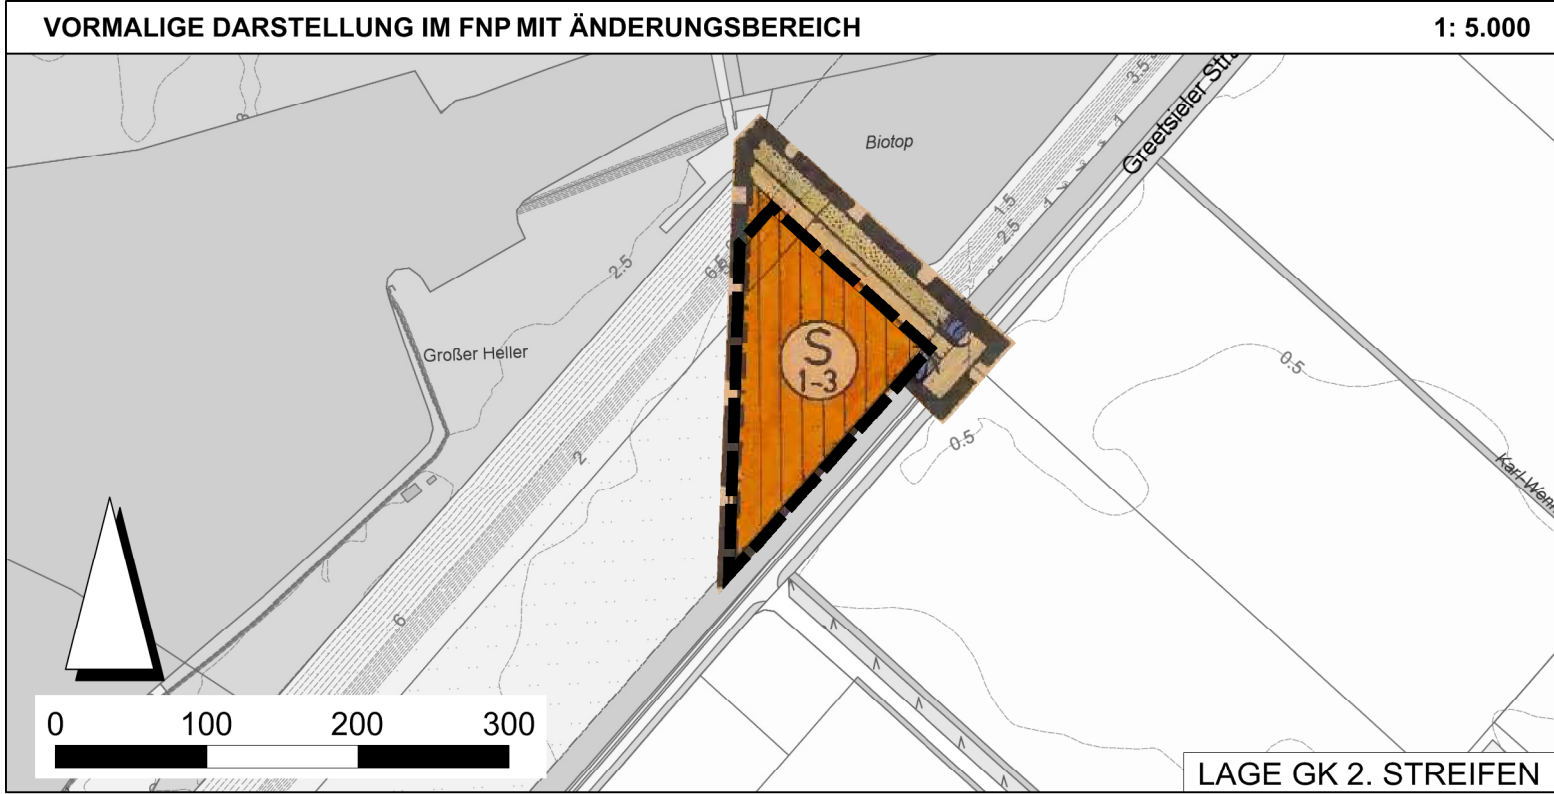 VORMALIGE DARSTELLUNG IM FNP MIT ÄNDERUNGSBEREICH
1: 5.000
3.5
Greetsieler
Biotop
1
1.5
2.5
1
2.5
Großer Heller
S
1-3
0.5
0.5
2
Karl-
6
0 100 200 300
LAGE GK 2. STREIFEN